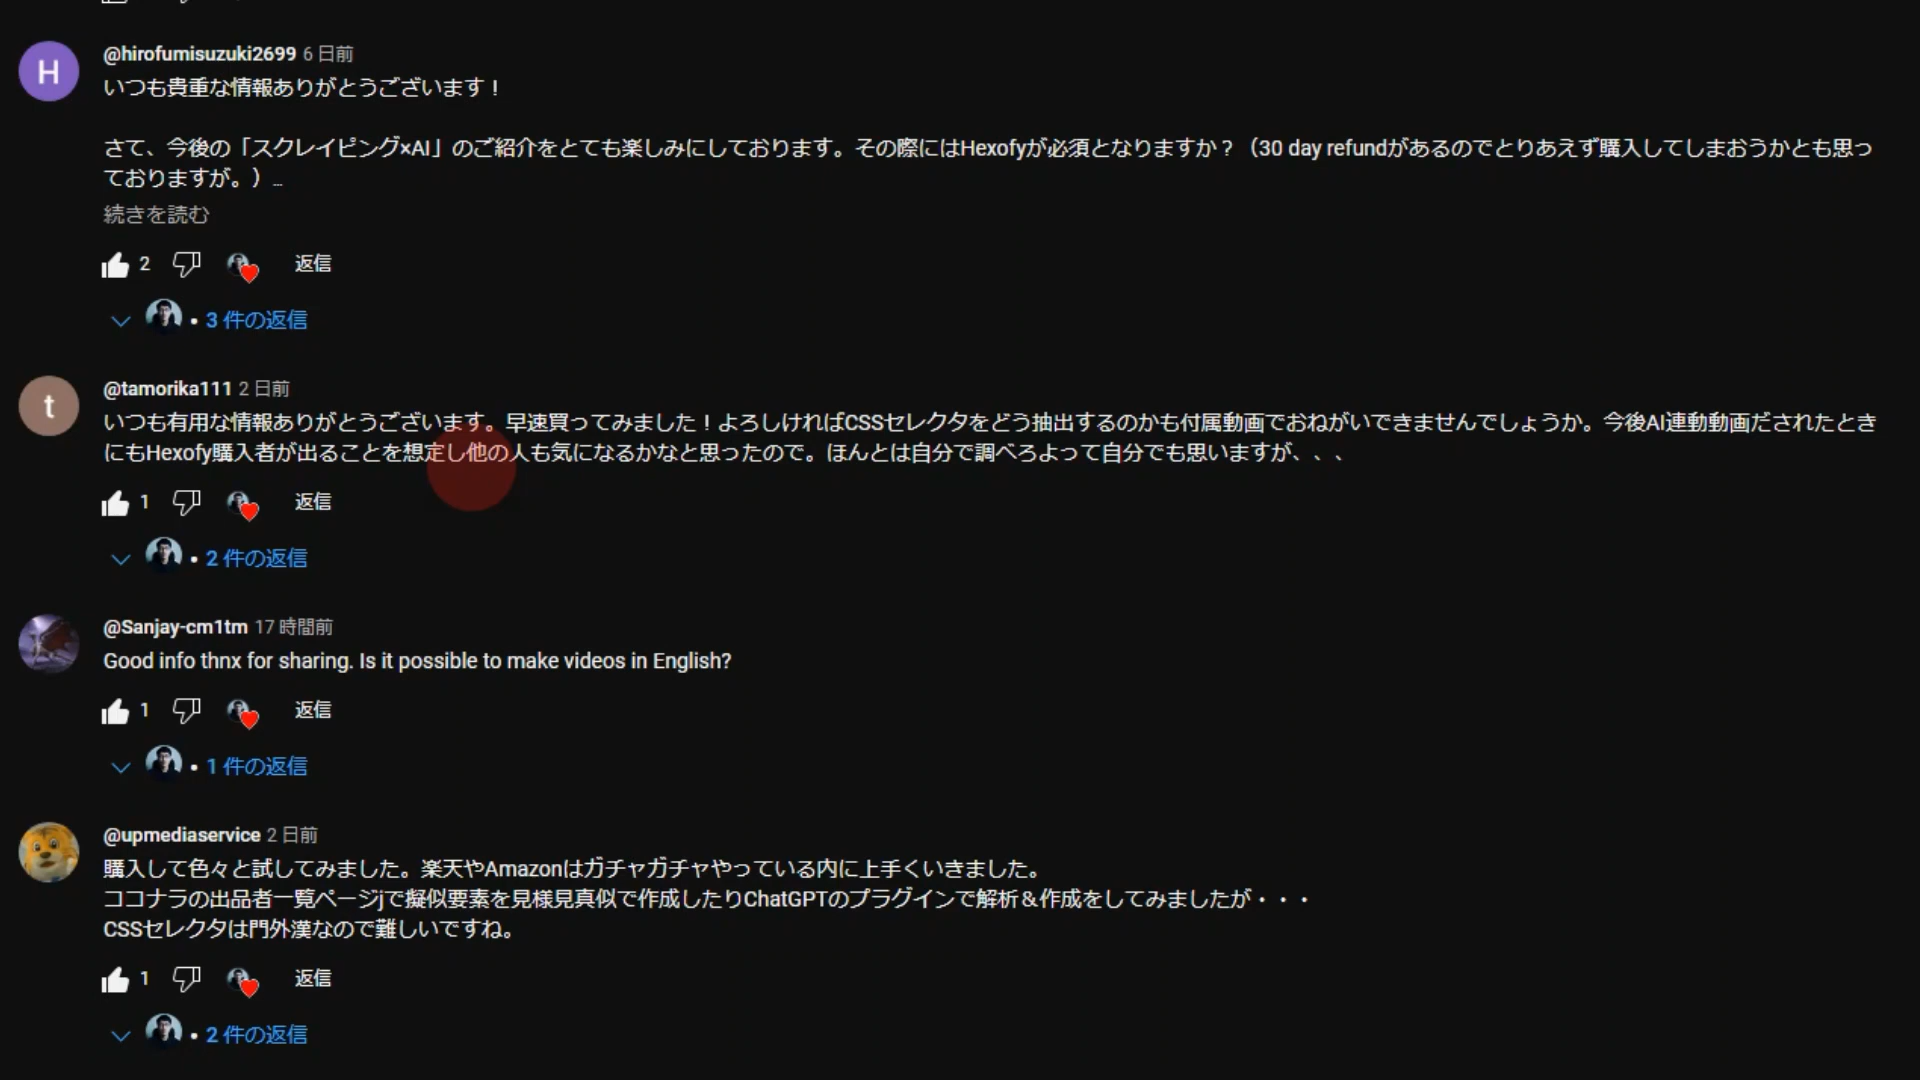 H
@hirofumisuzuki2699 6 日前
いつも貴重な情報ありがとうございます！
さて、今後の「スクレイピング×AI」のご紹介をとても楽しみにしております。その際にはHexofyが必須となりますか？（30 day refundがあるのでとりあえず購入してしまおうかとも思っ
ておりますが。）...
続きを読む
2 返信
• 3 件の返信
t
@tamorika111 2 日前
いつも有用な情報ありがとうございます。早速買ってみました！よろしければCSSセレクタをどう抽出するのかも付属動画でおねがいできませんでしょうか。今後AI連動動画だされたとき
にもHexofy購入者が出ることを想定し他の人も気になるかなと思ったので。ほんとは自分で調べろよって自分でも思いますが、、、
1 返信
• 2 件の返信
@Sanjay-cm1tm 17 時間前
Good info thnx for sharing. Is it possible to make videos in English?
1 返信
• 1 件の返信
@upmediaservice 2 日前
購入して色々と試してみました。楽天やAmazonはガチャガチャやっている内に上手くいきました。
ココナラの出品者一覧ページjで擬似要素を見様見真似で作成したりChatGPTのプラグインで解析＆作成をしてみましたが・・・
CSSセレクタは門外漢なので難しいですね。
1 返信
• 2 件の返信